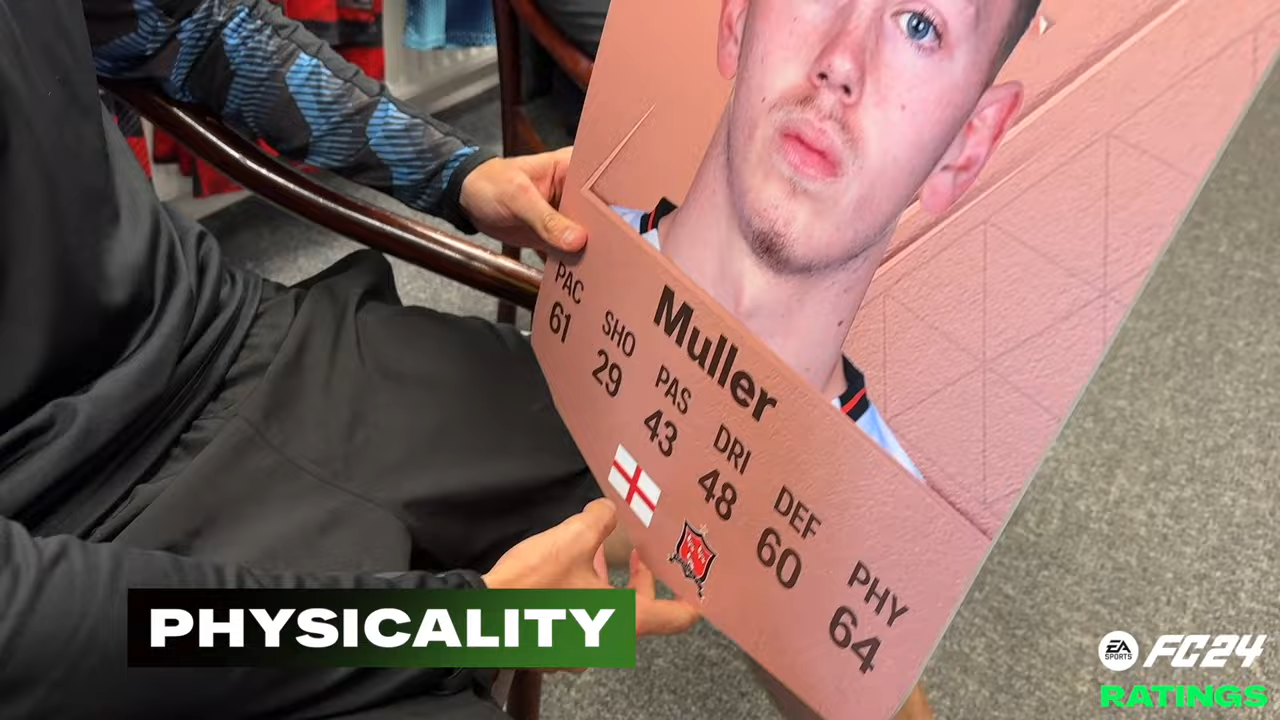 Muller
PAC SHO PAS DRI DEF PHY
61 29 43 48 60 64
PHYSICALITY
EA SPORTS FC24
RATINGS